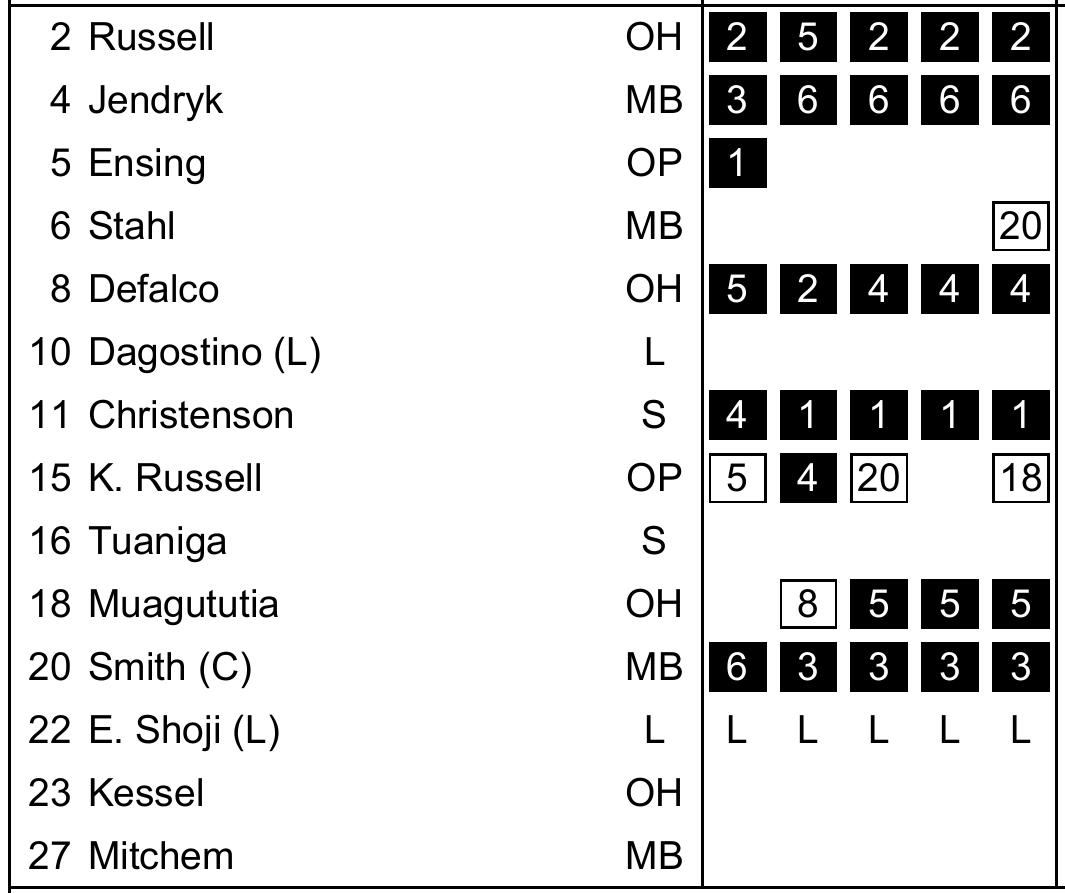 2 Russell OH 2 5 2 2 2
4 Jendryk MB 3 6 6 6 6
5 Ensing OP 1
6 Stahl MB 20
8 Defalco OH 5 2 4 4 4
10 Dagostino (L) L
11 Christenson S 4 1 1 1 1
15 K. Russell OP 5 4 20 18
16 Tuaniga S
18 Muagututia OH 8 5 5 5
20 Smith (C) MB 6 3 3 3 3
22 E. Shoji (L) L L L L L L
23 Kessel OH
27 Mitchem MB